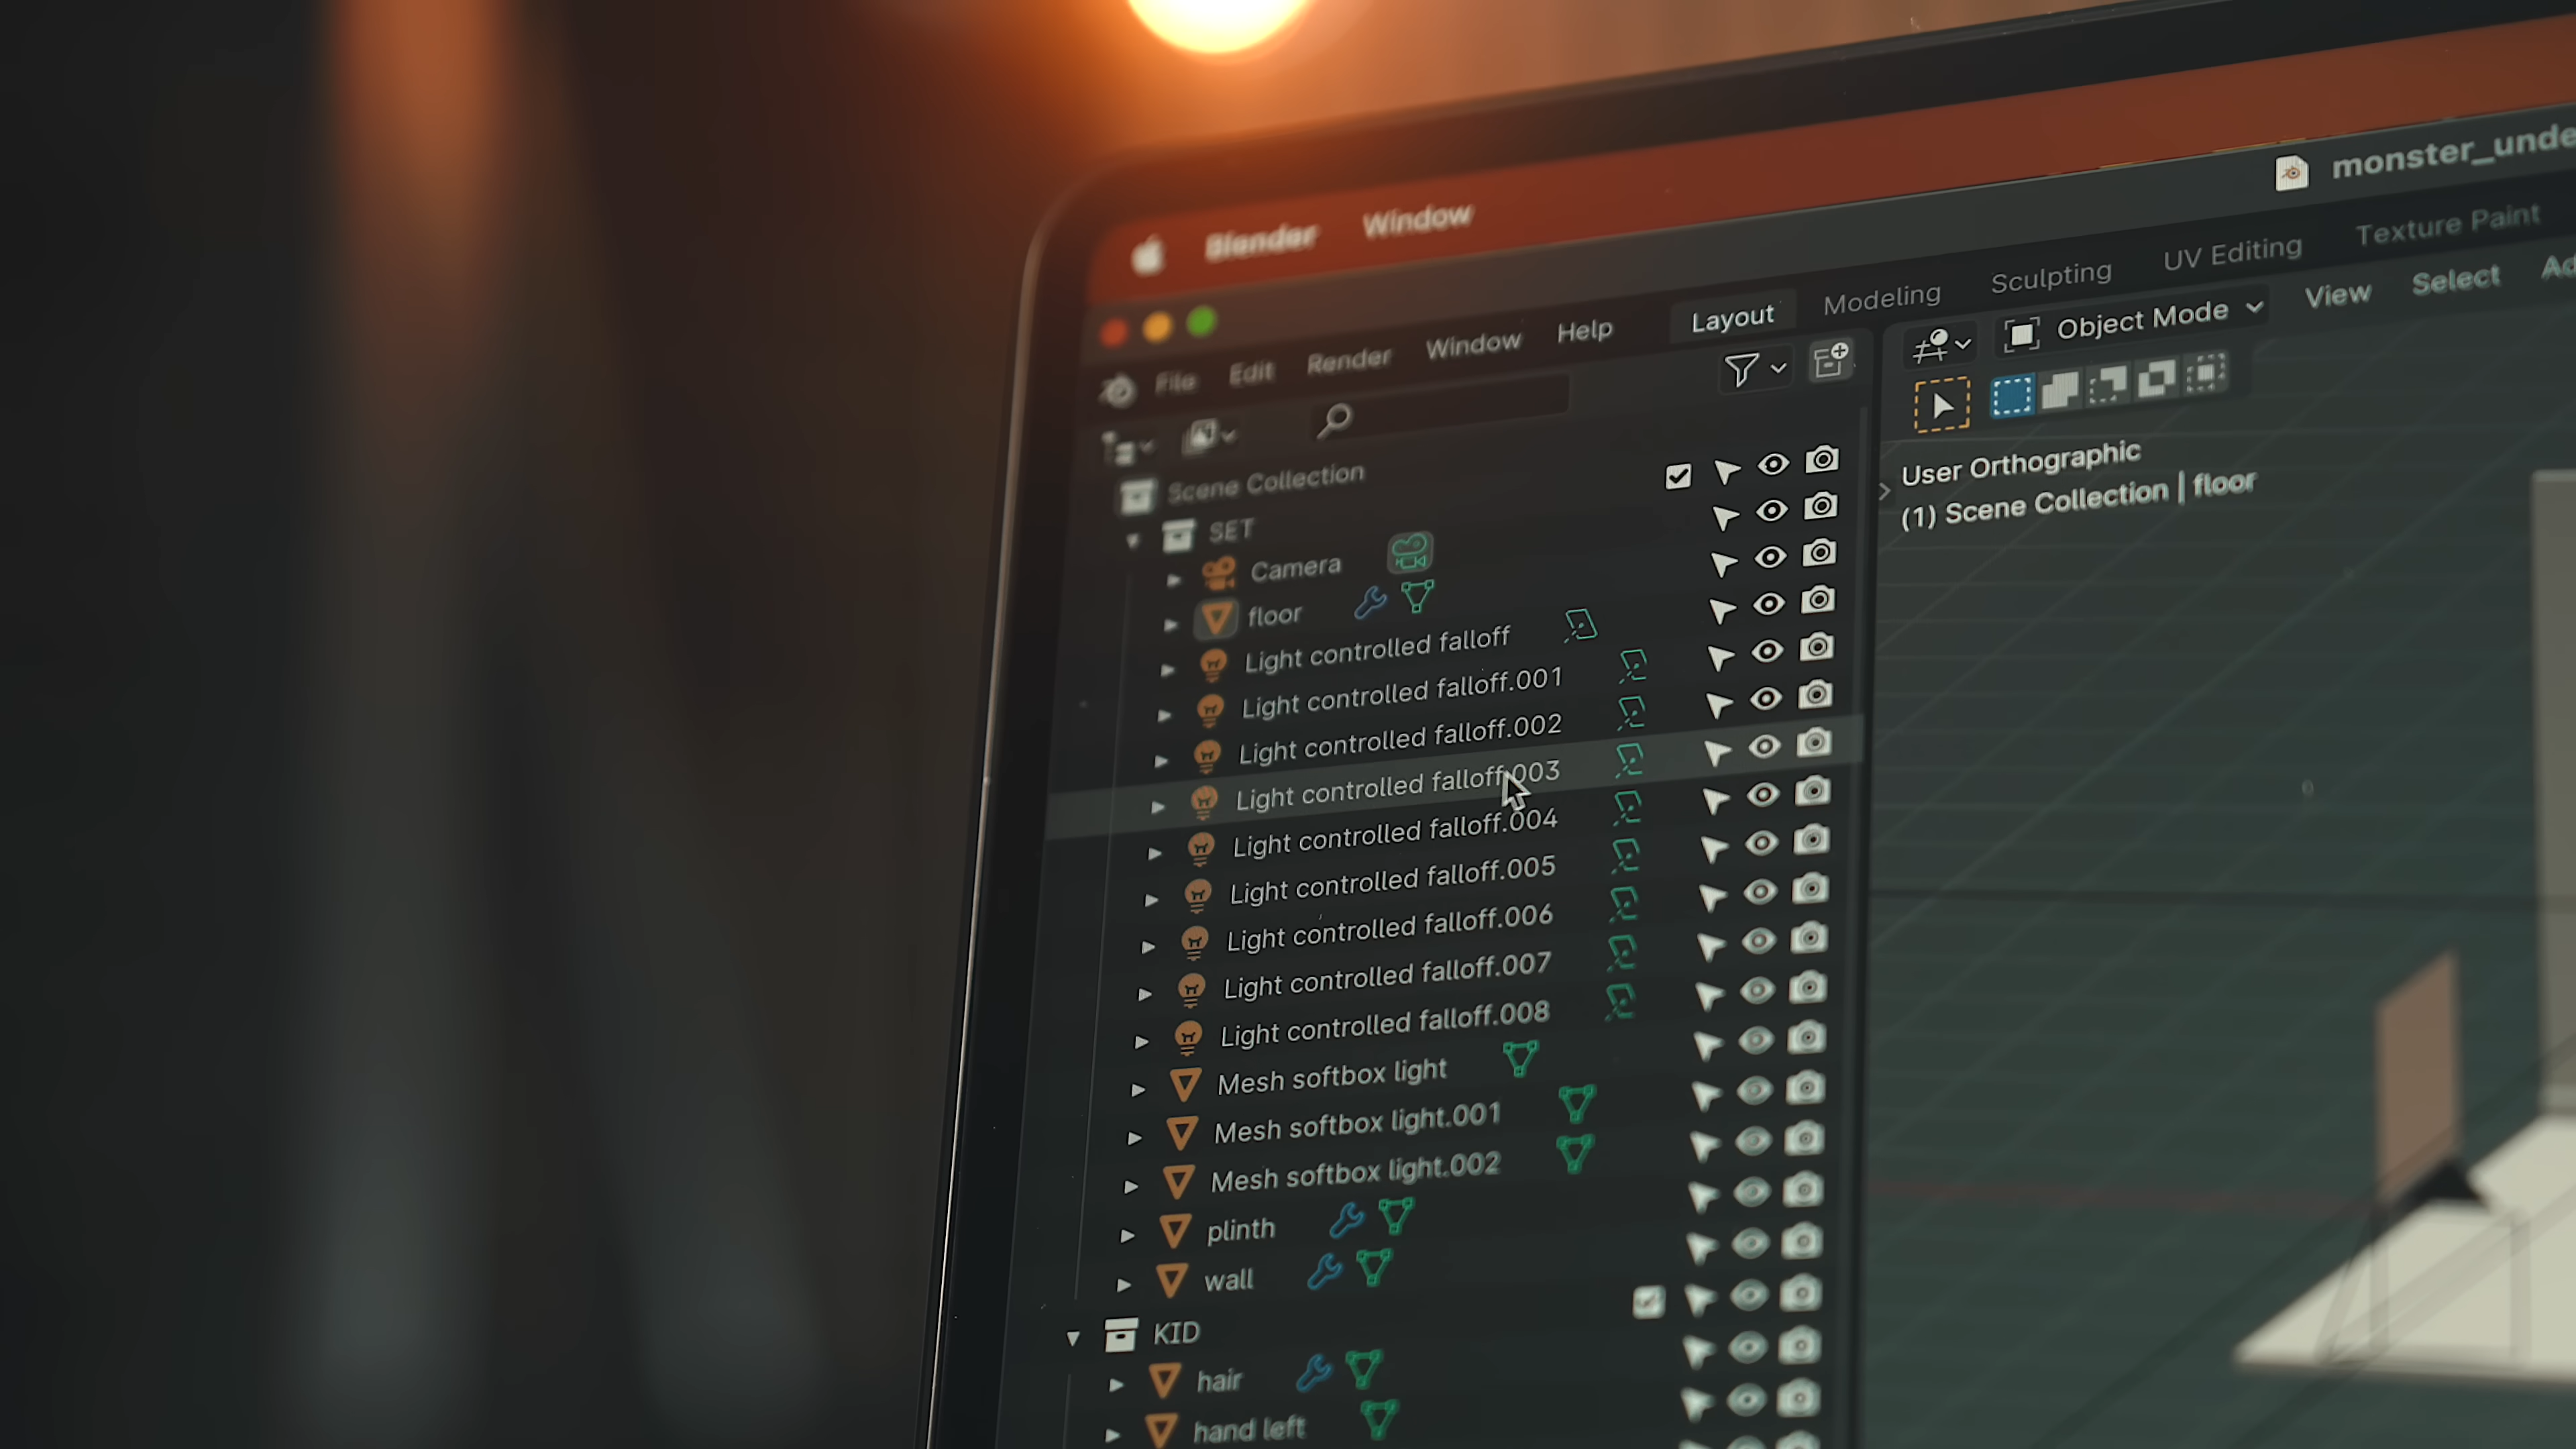 Blender Window
monster_unde
File Edit Render Window Help
Layout Modeling Sculpting UV Editing Texture Paint
Object Mode View Select Ad
User Orthographic
(1) Scene Collection | floor
Scene Collection
SET
Camera
floor
Light controlled falloff
Light controlled falloff.001
Light controlled falloff.002
Light controlled falloff.003
Light controlled falloff.004
Light controlled falloff.005
Light controlled falloff.006
Light controlled falloff.007
Light controlled falloff.008
Mesh softbox light
Mesh softbox light.001
Mesh softbox light.002
plinth
wall
KID
hair
hand left